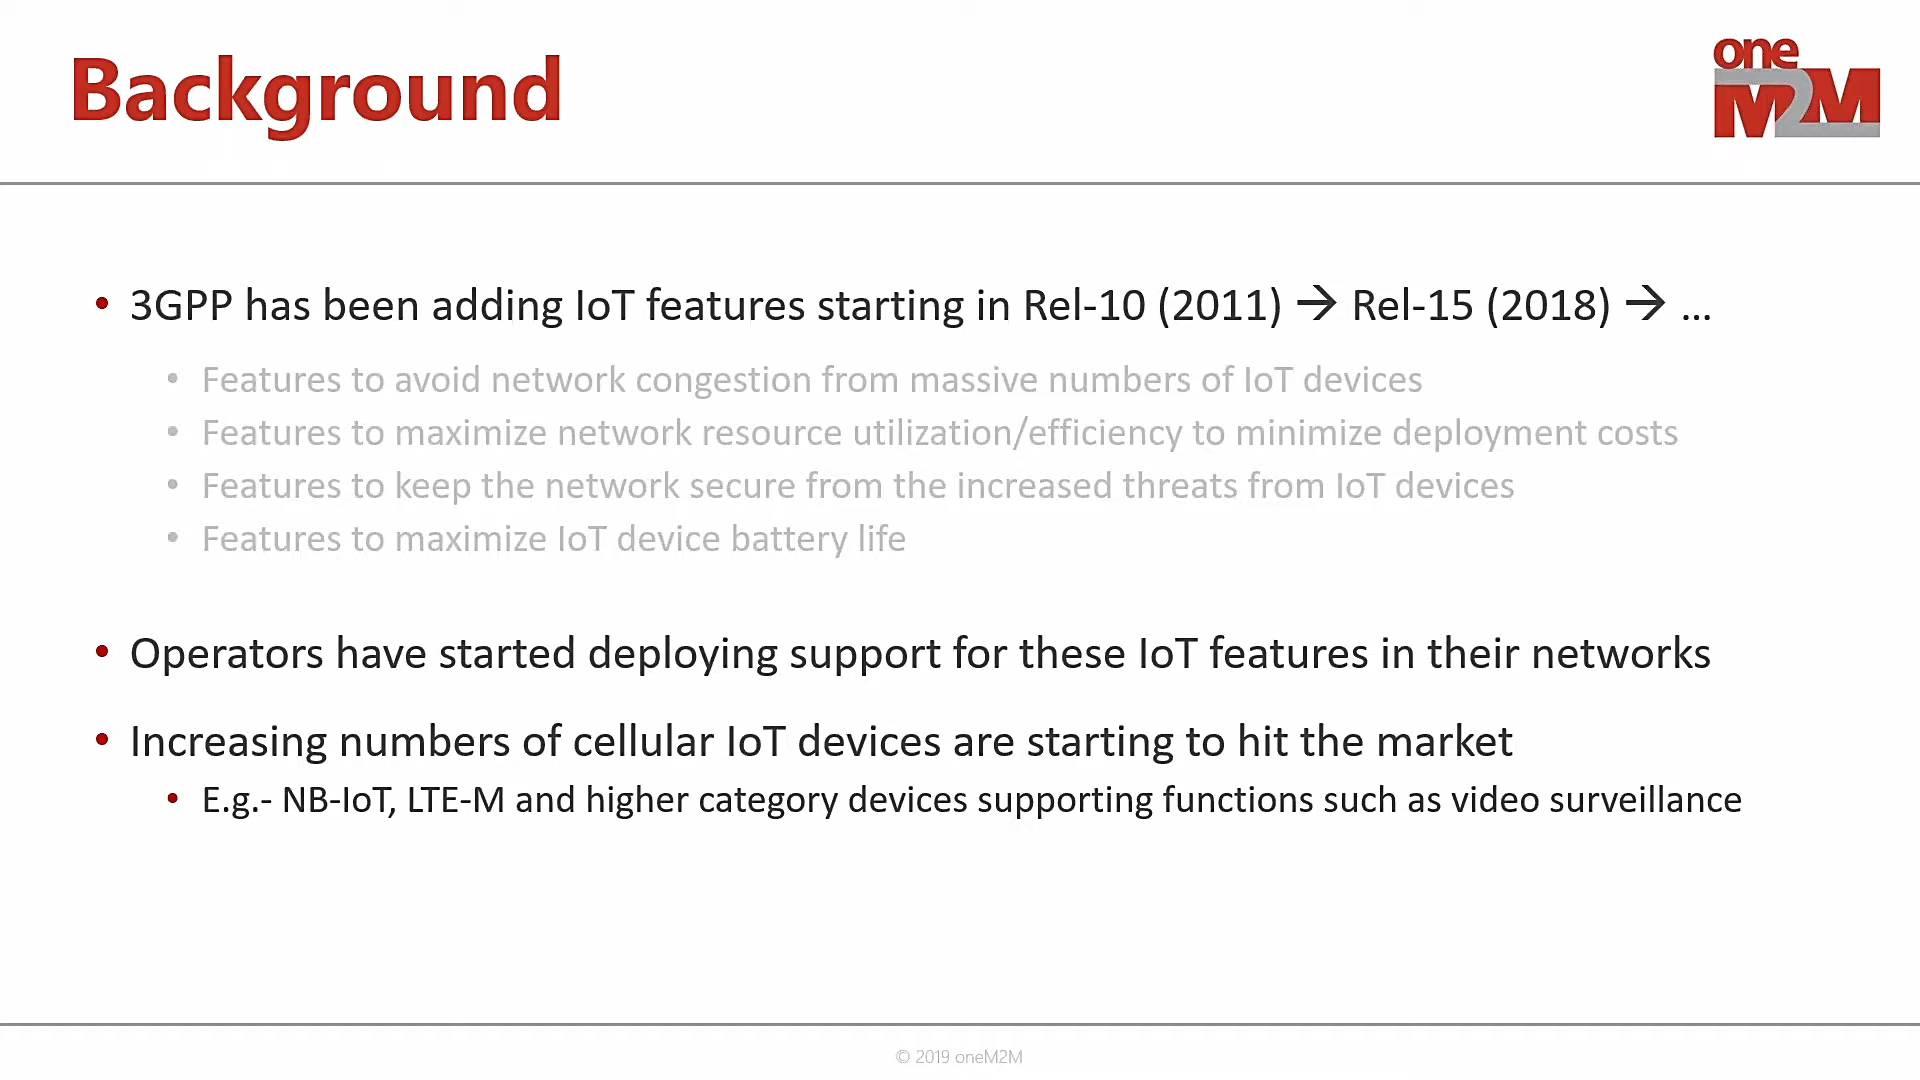 Background
one
M2M
• 3GPP has been adding IoT features starting in Rel-10 (2011) → Rel-15 (2018) → ...
• Features to avoid network congestion from massive numbers of IoT devices
• Features to maximize network resource utilization/efficiency to minimize deployment costs
• Features to keep the network secure from the increased threats from IoT devices
• Features to maximize IoT device battery life
• Operators have started deploying support for these IoT features in their networks
• Increasing numbers of cellular IoT devices are starting to hit the market
• E.g.- NB-IoT, LTE-M and higher category devices supporting functions such as video surveillance
© 2019 oneM2M